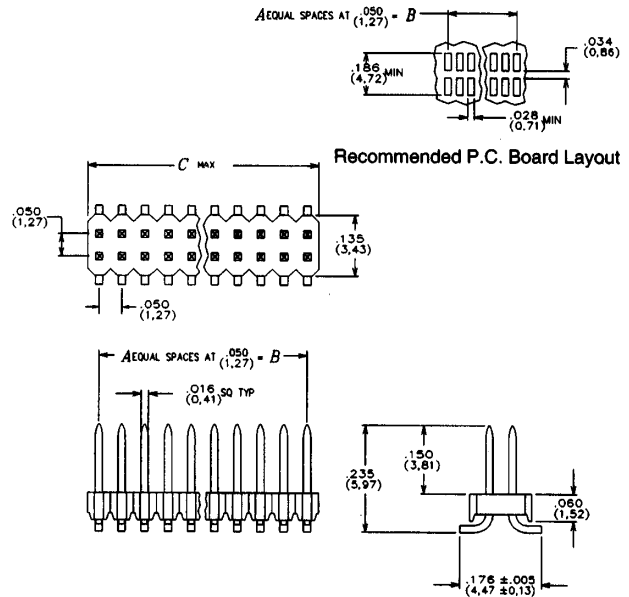 A EQUAL SPACES AT .050 (1,27) = B
.034 (0,86)
.186 (4,72) MIN
.028 (0,71) MIN
Recommended P.C. Board Layout
C MAX
.050 (1,27)
.135 (3,43)
.050 (1,27)
A EQUAL SPACES AT .050 (1,27) = B
.016 (0,41) SQ TYP
.235 (5,97)
.150 (3,81)
.060 (1,52)
.176 ±.005 (4,47 ±0,13)